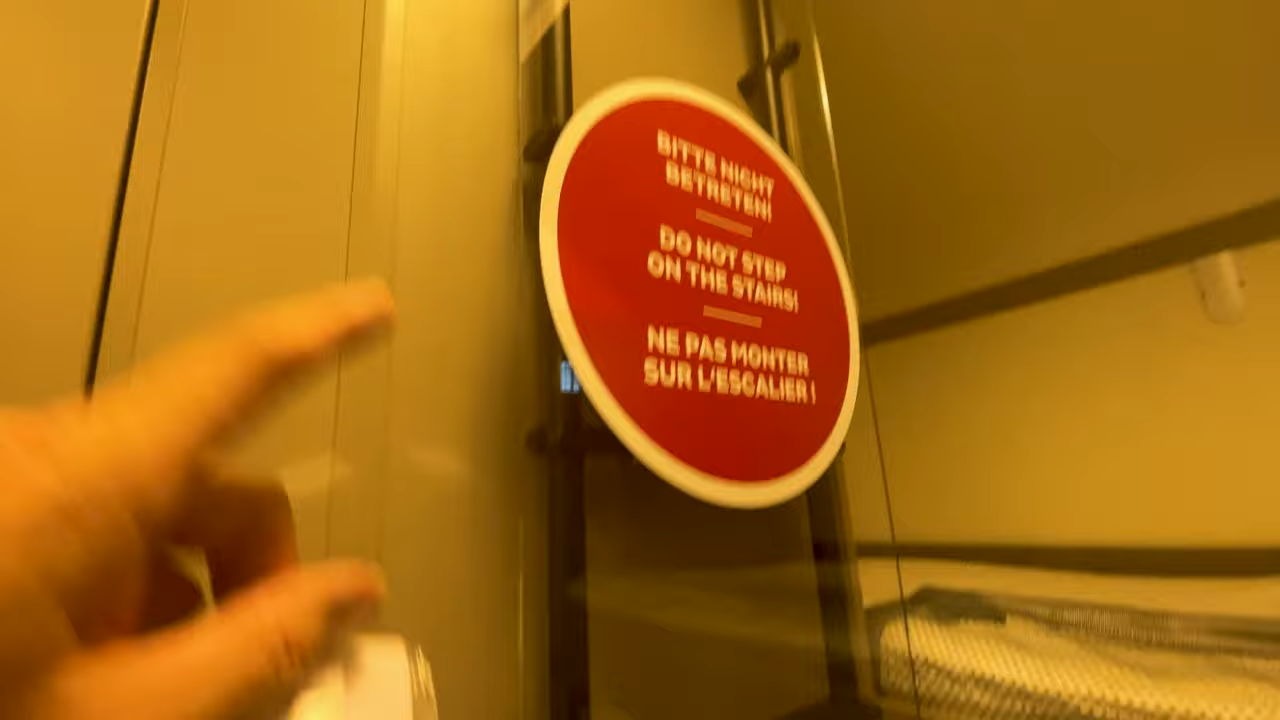 BITTE NICHT
BETRETEN!
DO NOT STEP
ON THE STAIRS!
NE PAS MONTER
SUR L'ESCALIER !